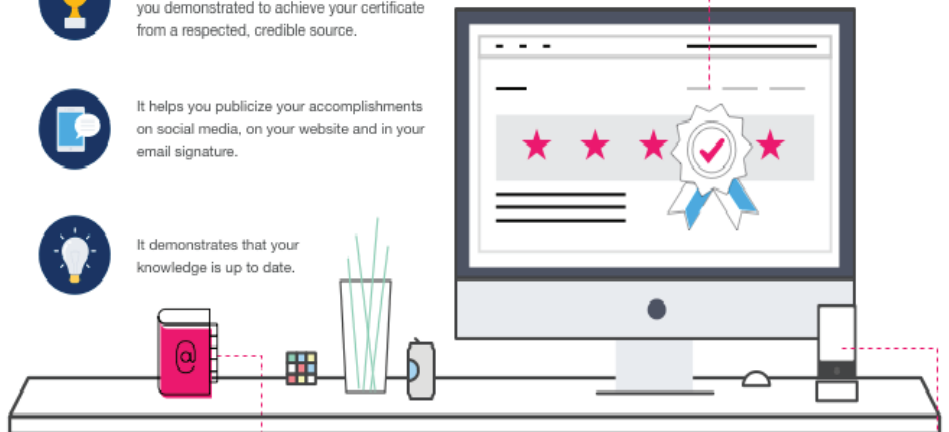 you demonstrated to achieve your certificate
from a respected, credible source.
It helps you publicize your accomplishments
on social media, on your website and in your
email signature.
It demonstrates that your
knowledge is up to date.
@